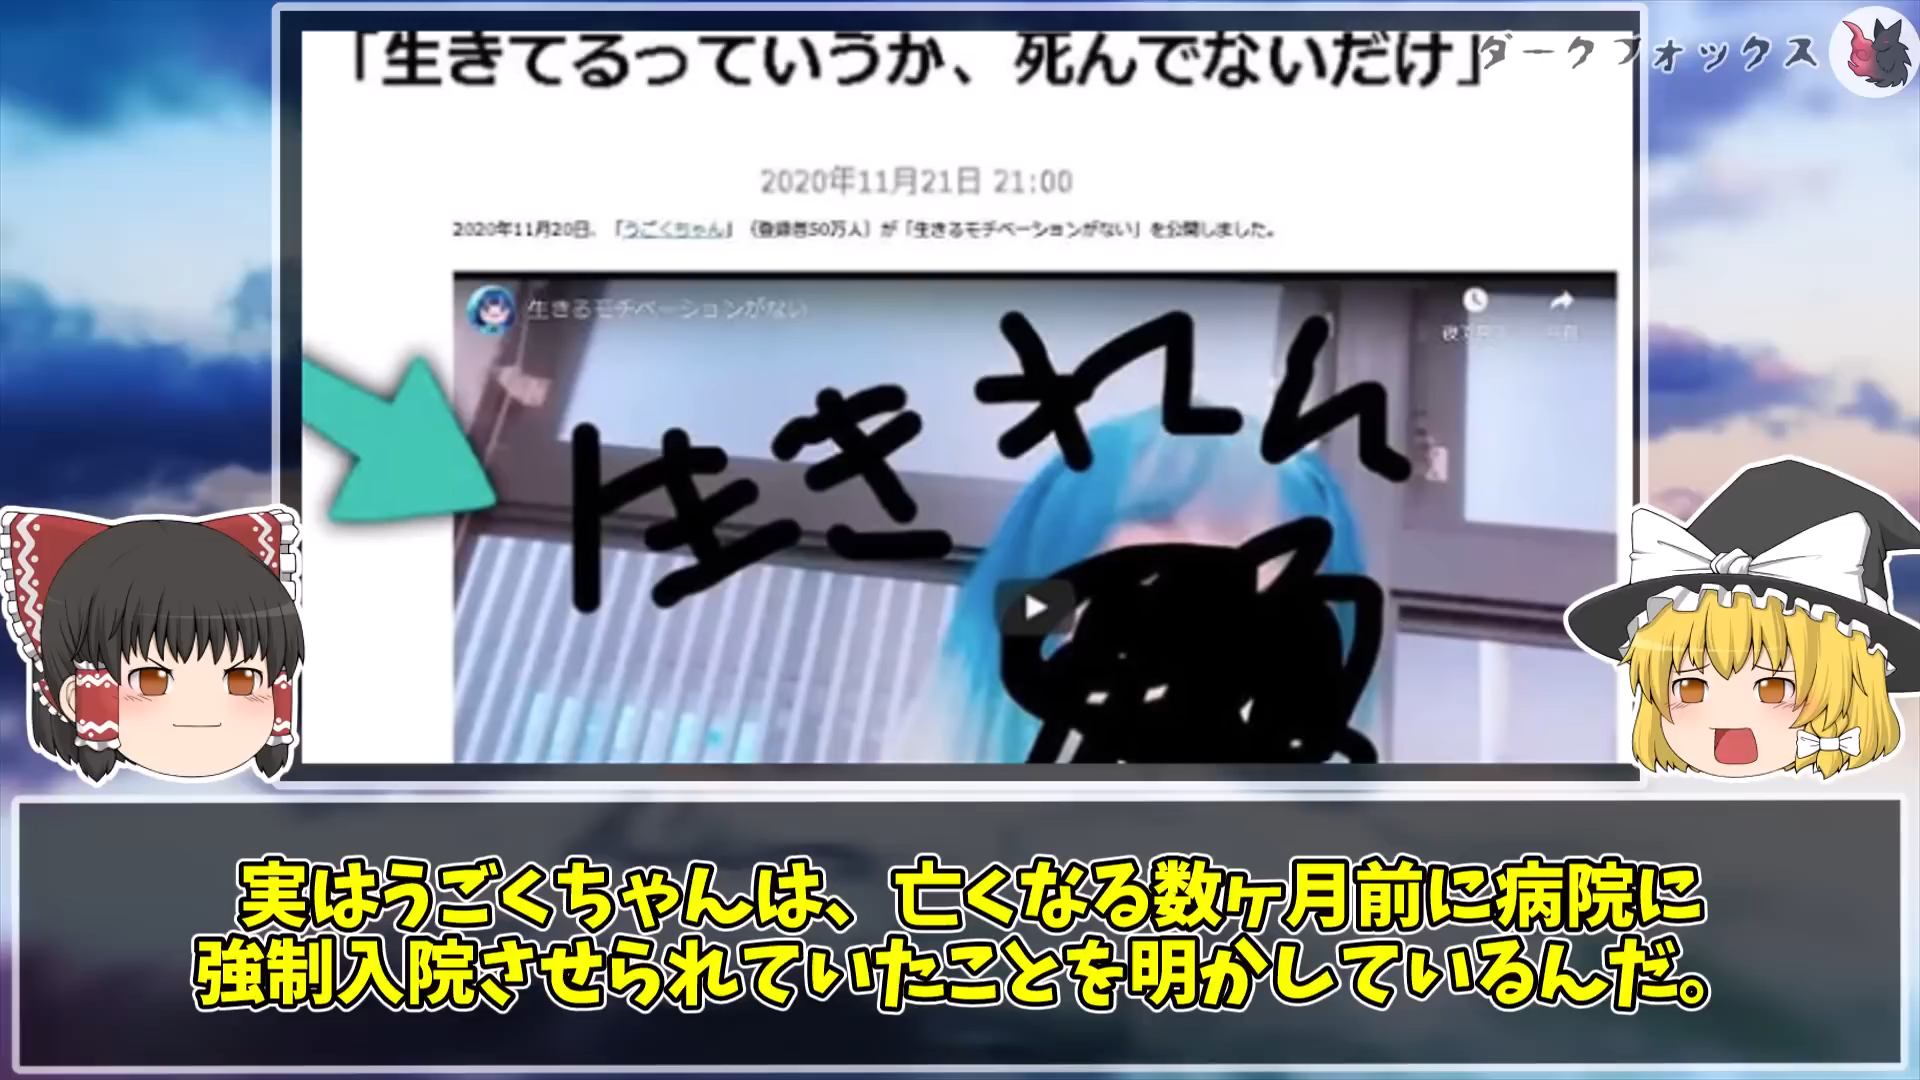 「生きてるっていうか、死んでないだけ」
ダークフォックス
2020年11月21日 21:00
2020年11月20日、「うごくちゃん」（登録者50万人）が「生きるモチベーションがない」を公開しました。
生きるモチベーションがない
生きれん
実はうごくちゃんは、亡くなる数ヶ月前に病院に
強制入院させられていたことを明かしているんだ。